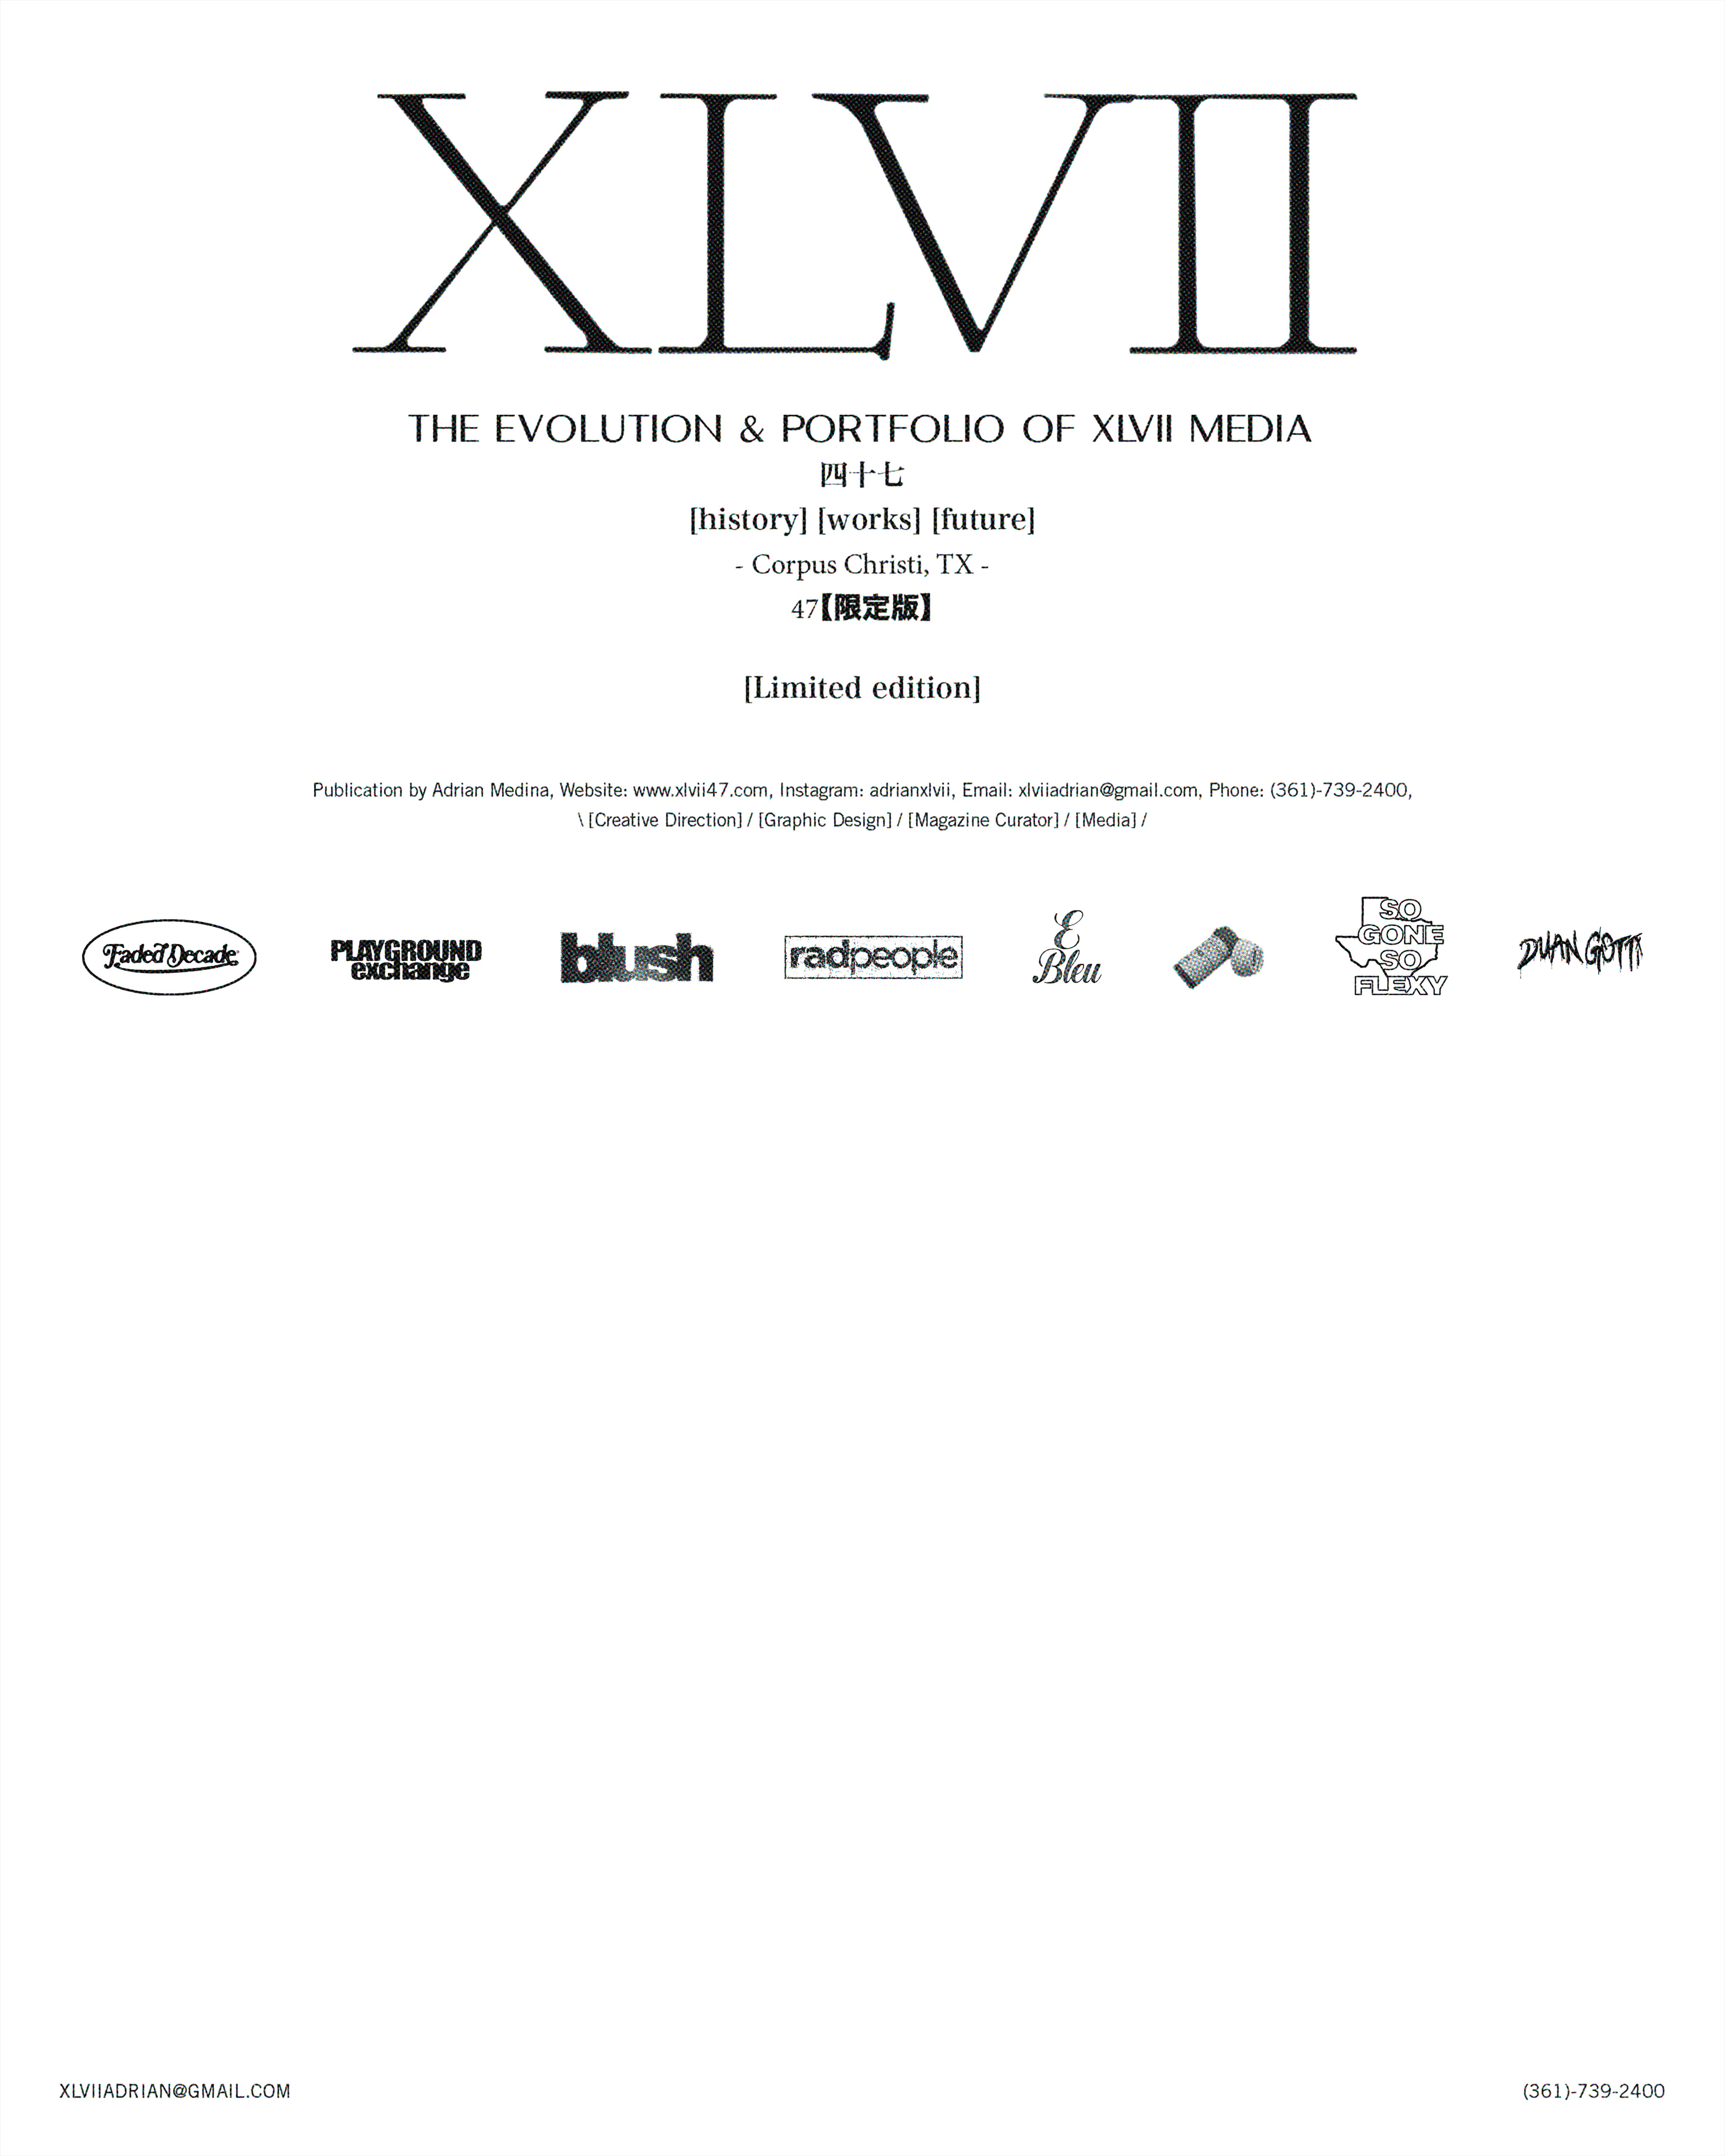 XLVII
THE EVOLUTION & PORTFOLIO OF XLVII MEDIA
四十七
[history] [works] [future]
- Corpus Christi, TX -
47【限定版】
[Limited edition]
Publication by Adrian Medina, Website: www.xlvii47.com, Instagram: adrianxlvii, Email: xlviiadrian@gmail.com, Phone: (361)-739-2400,
\ [Creative Direction] / [Graphic Design] / [Magazine Curator] / [Media] /
Faded Decade
PLAYGROUND
exchange
blush
radpeople
E
Bleu
SO
GONE
SO
FLEXY
DUAN GOTTI
XLVIIADRIAN@GMAIL.COM
(361)-739-2400